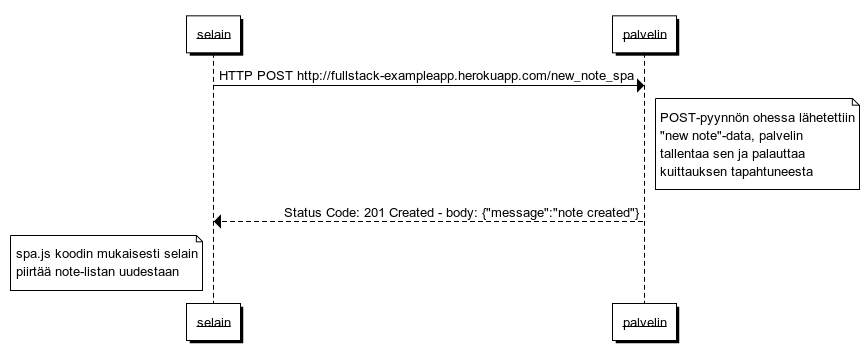 selain
palvelin
HTTP POST http://fullstack-exampleapp.herokuapp.com/new_note_spa
POST-pyynnön ohessa lähetettiin
"new note"-data, palvelin
tallentaa sen ja palauttaa
kuittauksen tapahtuneesta
Status Code: 201 Created - body: {"message":"note created"}
spa.js koodin mukaisesti selain
piirtää note-listan uudestaan
selain
palvelin